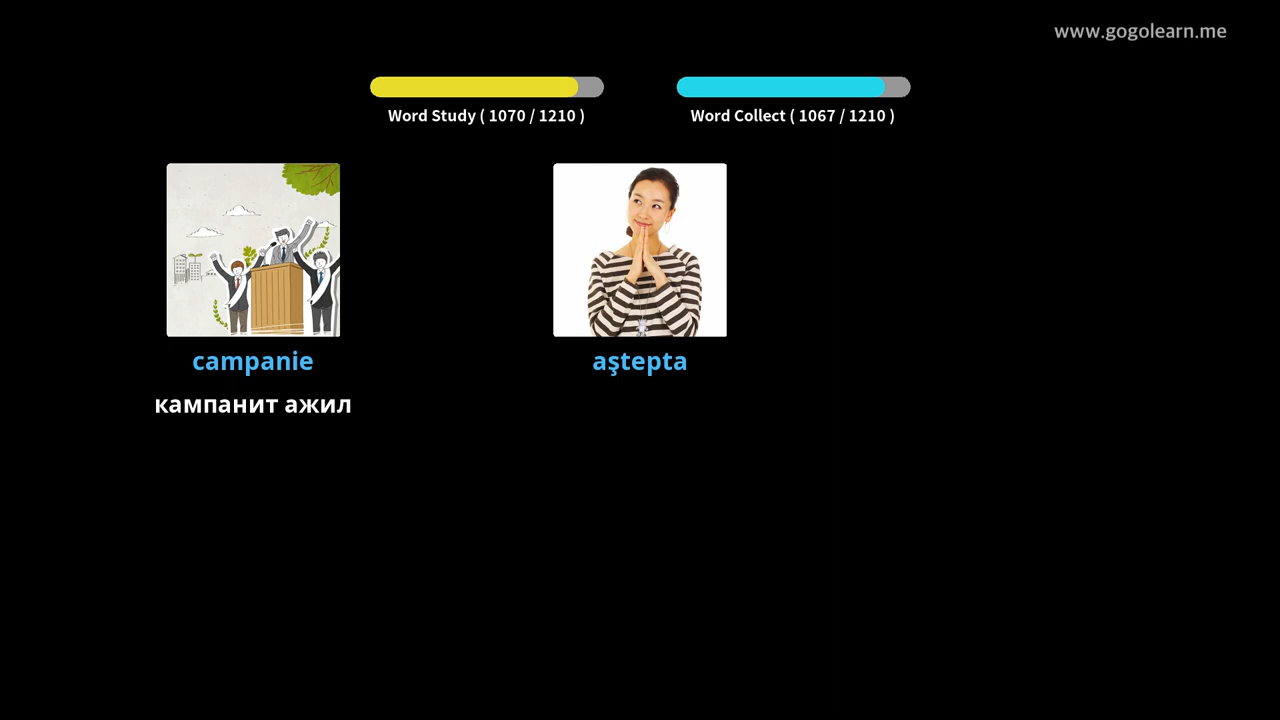 www.gogolearn.me
Word Study ( 1070 / 1210 )
Word Collect ( 1067 / 1210 )
campanie
aştepta
кампанит ажил